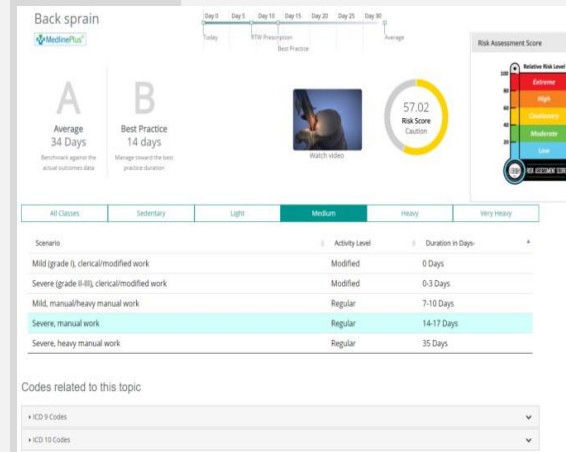 Back sprain
MedlinePlus
Day 0 Day 5 Day 10 Day 15 Day 20 Day 25 Day 30
Today RTW Prescription Average
Best Practice
Risk Assessment Score
Relative Risk Level
100 Extreme
80 High
60 Cautionary
40 Moderate
20 Low
RISK ASSESSMENT SCORE
A
Average
34 Days
Benchmark against the
actual outcomes data
B
Best Practice
14 days
Manage toward the best
practice duration
Watch video
57.02
Risk Score
Caution
All Classes Sedentary Light Medium Heavy Very Heavy
Scenario Activity Level Duration in Days-
Mild (grade I), clerical/modified work Modified 0 Days
Severe (grade II-III), clerical/modified work Modified 0-3 Days
Mild, manual/heavy manual work Regular 7-10 Days
Severe, manual work Regular 14-17 Days
Severe, heavy manual work Regular 35 Days
Codes related to this topic
ICD 9 Codes
ICD 10 Codes